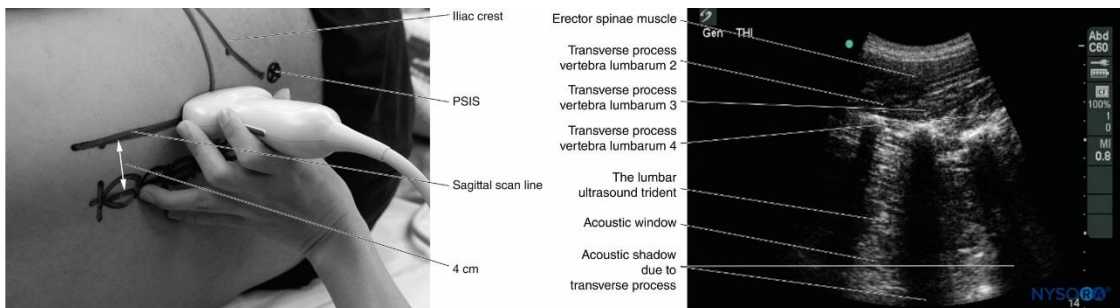 Iliac crest
PSIS
Sagittal scan line
4 cm
Erector spinae muscle
Transverse process
vertebra lumbarum 2
Transverse process
vertebra lumbarum 3
Transverse process
vertebra lumbarum 4
The lumbar
ultrasound trident
Acoustic window
Acoustic shadow
due to
transverse process
Gen THI
Abd
C60
100%
1
0
MI
0.8
NYSORA
14